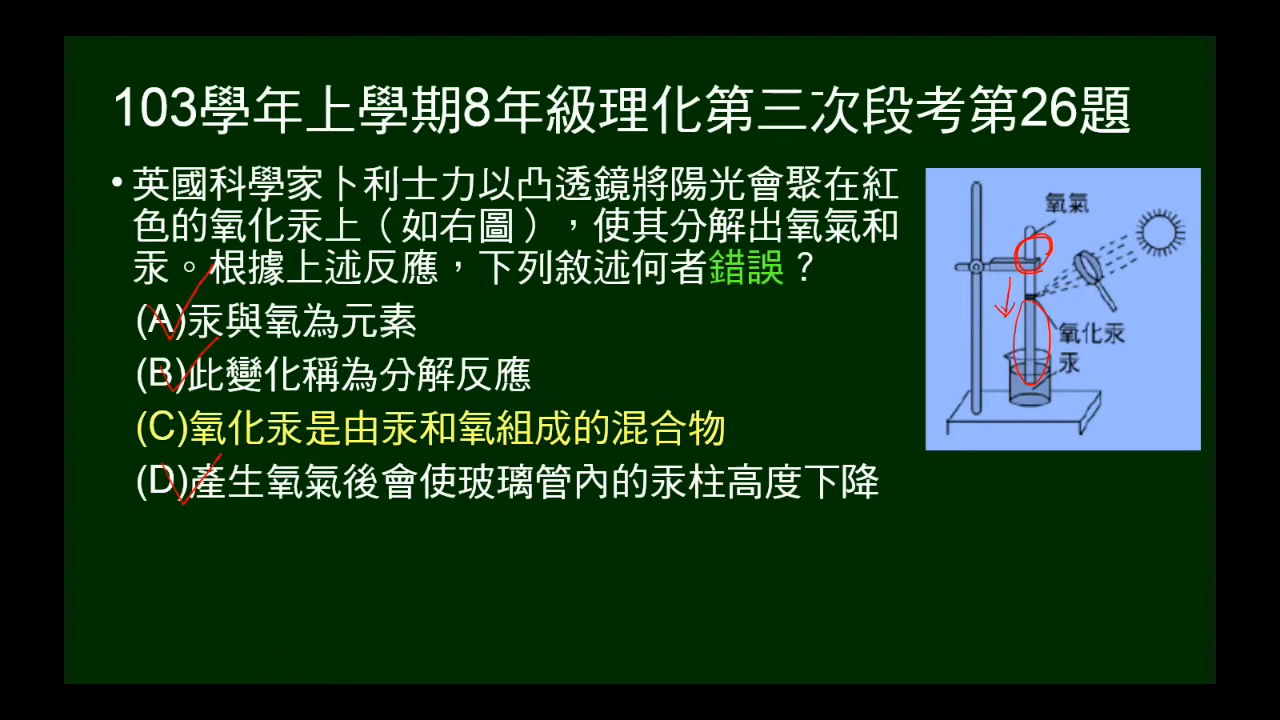 103學年上學期8年級理化第三次段考第26題
• 英國科學家卜利士力以凸透鏡將陽光會聚在紅
色的氧化汞上（如右圖），使其分解出氧氣和
汞。根據上述反應，下列敘述何者錯誤？
(A)汞與氧為元素
(B)此變化稱為分解反應
(C)氧化汞是由汞和氧組成的混合物
(D)產生氧氣後會使玻璃管內的汞柱高度下降
氧氣
氧化汞
汞